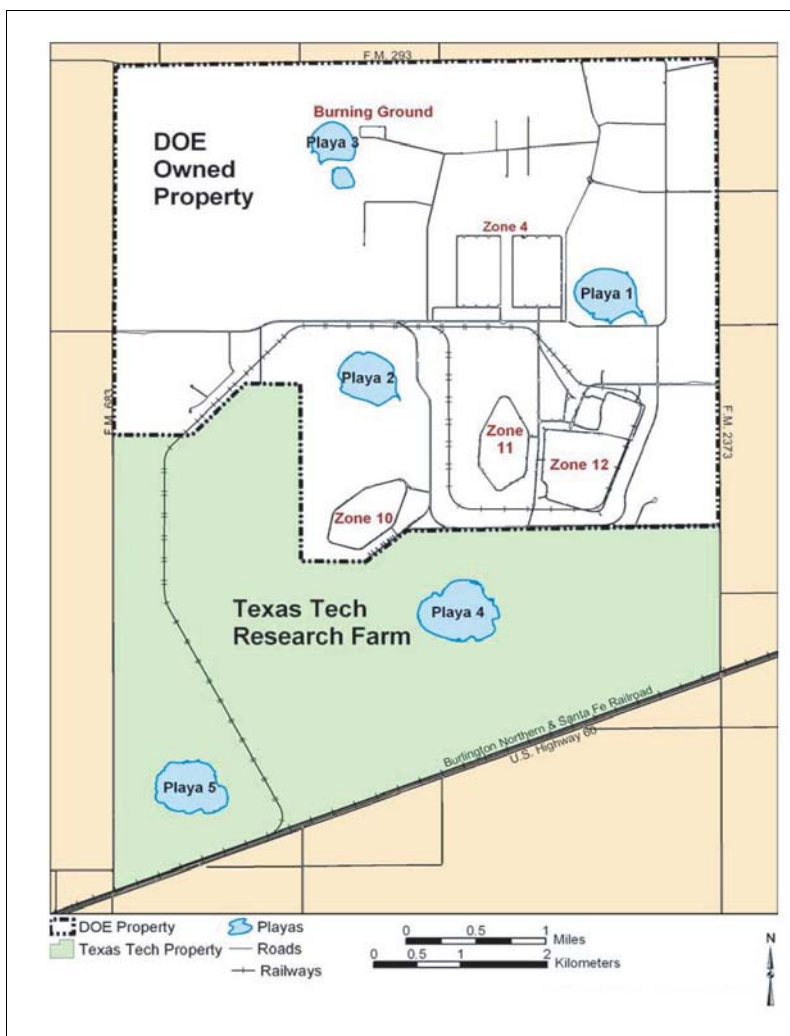 F.M. 293
Burning Ground
Playa 3
DOE
Owned
Property
Zone 4
Playa 1
Playa 2
F.M. 683
F.M. 2373
Zone
11
Zone 12
Zone 10
Playa 4
Texas Tech
Research Farm
Burlington Northern & Santa Fe Railroad
U.S. Highway 60
Playa 5
DOE Property
Playas
0 0.5 1
Miles
Texas Tech Property
Roads
0 0.5 1 2
Kilometers
Railways
N